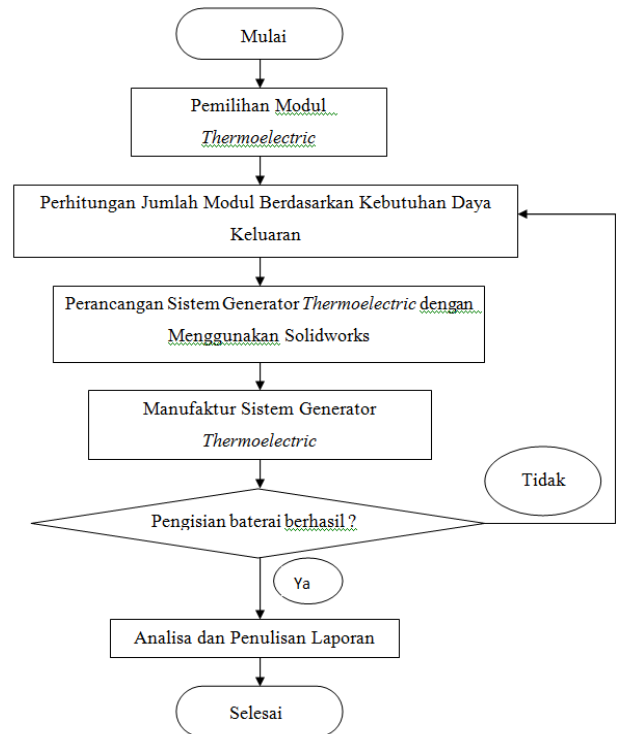 Mulai
Pemilihan Modul
Thermoelectric
Perhitungan Jumlah Modul Berdasarkan Kebutuhan Daya
Keluaran
Perancangan Sistem Generator Thermoelectric dengan
Menggunakan Solidworks
Manufaktur Sistem Generator
Thermoelectric
Tidak
Pengisian baterai berhasil ?
Ya
Analisa dan Penulisan Laporan
Selesai